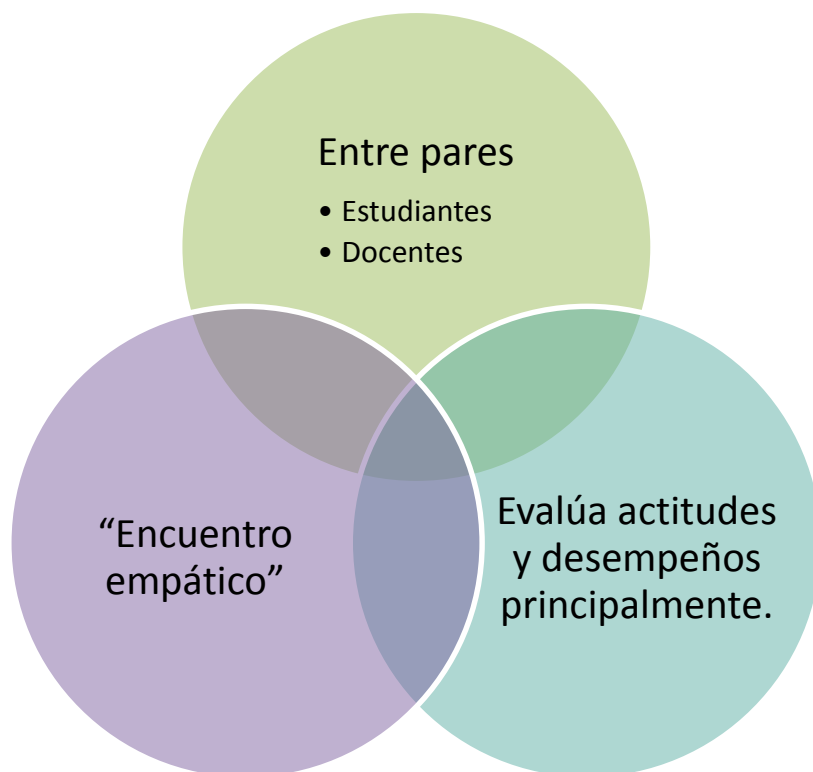 Entre pares
• Estudiantes
• Docentes
“Encuentro
empático”
Evalúa actitudes
y desempeños
principalmente.